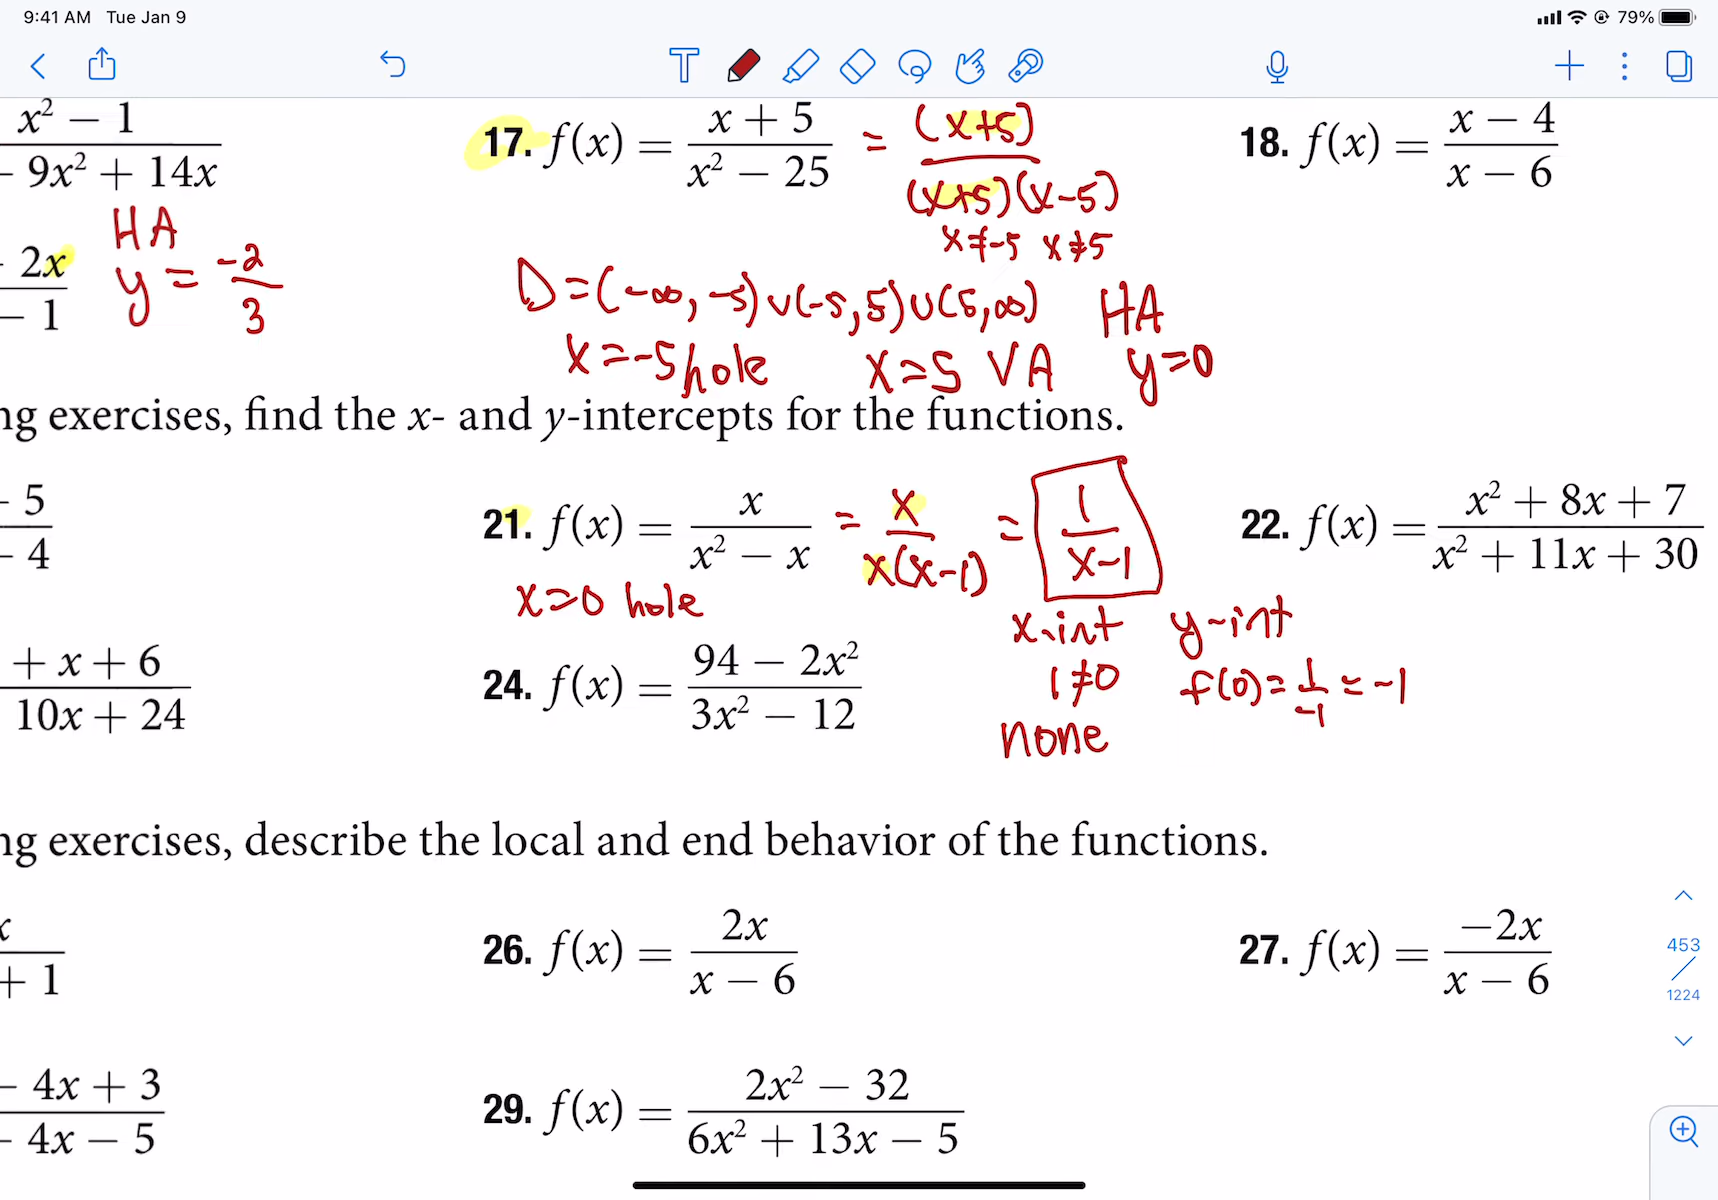 9:41 AM Tue Jan 9
79%
x² − 1
− 9x² + 14x
17. f(x) = x + 5 / x² − 25 = (x+5) / (x+5)(x-5)
x≠-5 x≠5
18. f(x) = x − 4 / x − 6
HA
y = -2/3
2x
− 1
D=(-∞,-5)∪(-5,5)∪(5,∞)
x=-5 hole x=5 VA
HA
y=0
ng exercises, find the x- and y-intercepts for the functions.
- 5
- 4
21. f(x) = x / x² − x = x / x(x-1) = 1 / x-1
x=0 hole
x-int
1≠0
none
y-int
f(0)= 1/-1 = -1
22. f(x) = x² + 8x + 7 / x² + 11x + 30
+ x + 6
10x + 24
24. f(x) = 94 − 2x² / 3x² − 12
ng exercises, describe the local and end behavior of the functions.
+ 1
26. f(x) = 2x / x − 6
27. f(x) = −2x / x − 6
453
/
1224
- 4x + 3
- 4x − 5
29. f(x) = 2x² − 32 / 6x² + 13x − 5